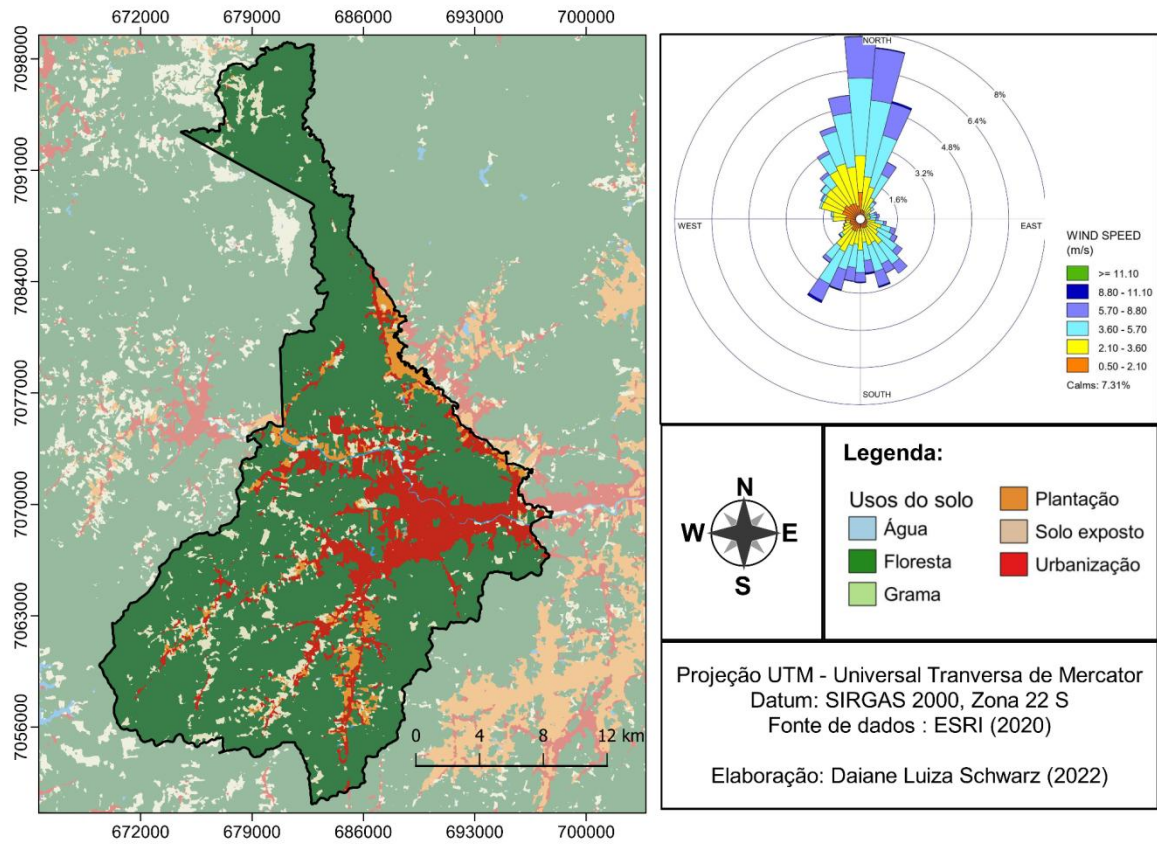 672000 679000 686000 693000 700000
7098000
7091000
7084000
7077000
7070000
7063000
7056000
0 4 8 12 km
672000 679000 686000 693000 700000
NORTH
8%
6.4%
4.8%
3.2%
1.6%
WEST
EAST
SOUTH
WIND SPEED
(m/s)
>= 11.10
8.80 - 11.10
5.70 - 8.80
3.60 - 5.70
2.10 - 3.60
0.50 - 2.10
Calms: 7.31%
N
W E
S
Legenda:
Usos do solo
Água
Floresta
Grama
Plantação
Solo exposto
Urbanização
Projeção UTM - Universal Tranversa de Mercator
Datum: SIRGAS 2000, Zona 22 S
Fonte de dados : ESRI (2020)
Elaboração: Daiane Luiza Schwarz (2022)